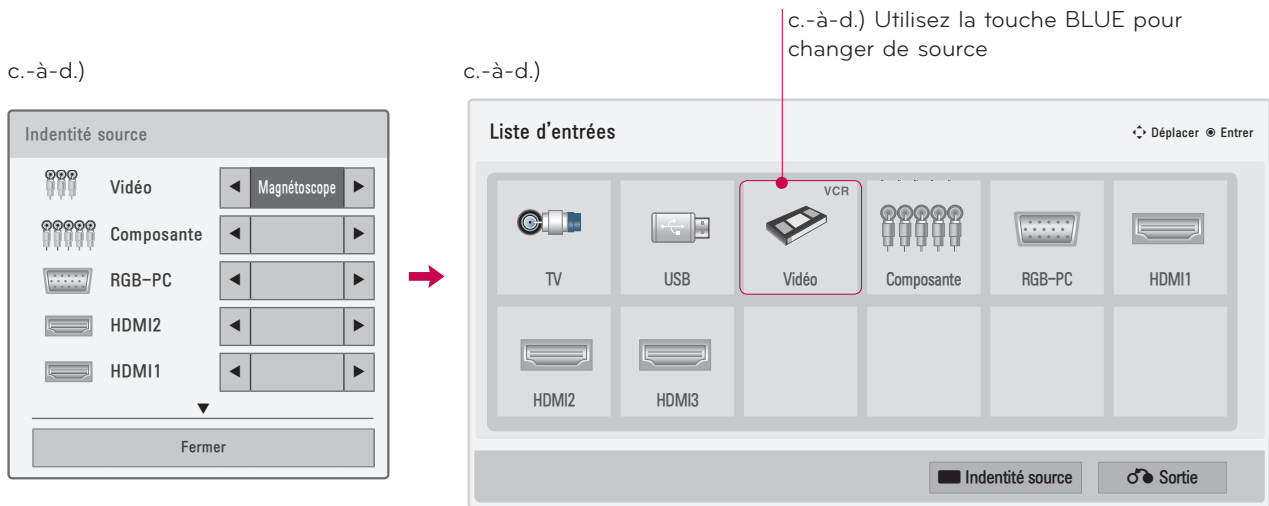 c.-à-d.) Utilisez la touche BLUE pour
changer de source
c.-à-d.)
Indentité source
Vidéo
Magnétoscope
Composante
RGB-PC
HDMI2
HDMI1
Fermer
c.-à-d.)
Liste d'entrées
Déplacer
Entrer
TV
USB
VCR
Vidéo
Composante
RGB-PC
HDMI1
HDMI2
HDMI3
Indentité source
Sortie